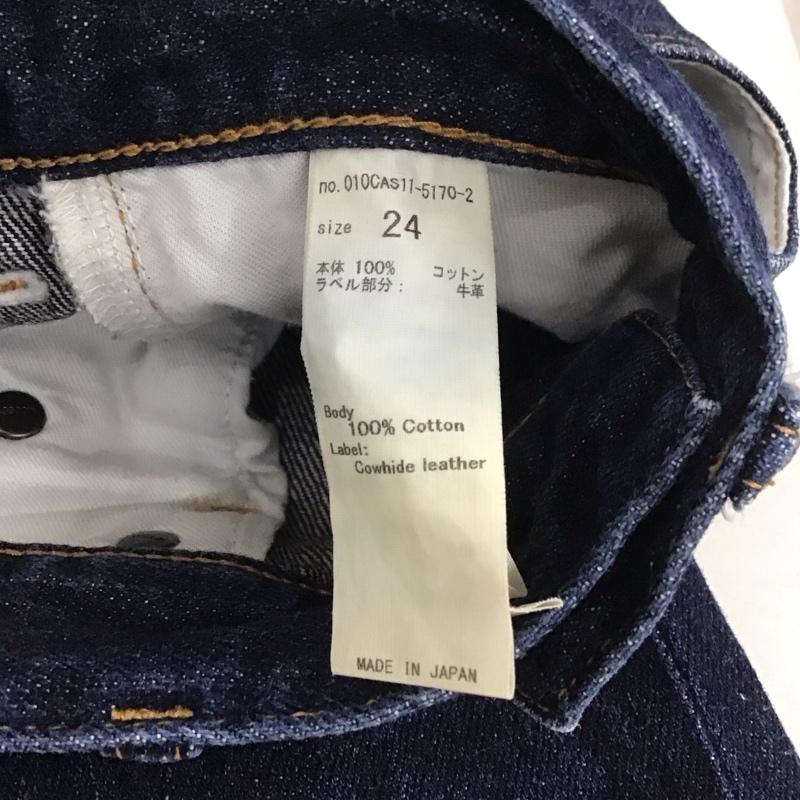 no.010CAS11-5170-2
size 24
本体 100% コットン
ラベル部分: 牛革
Body
100% Cotton
Label:
Cowhide leather
MADE IN JAPAN